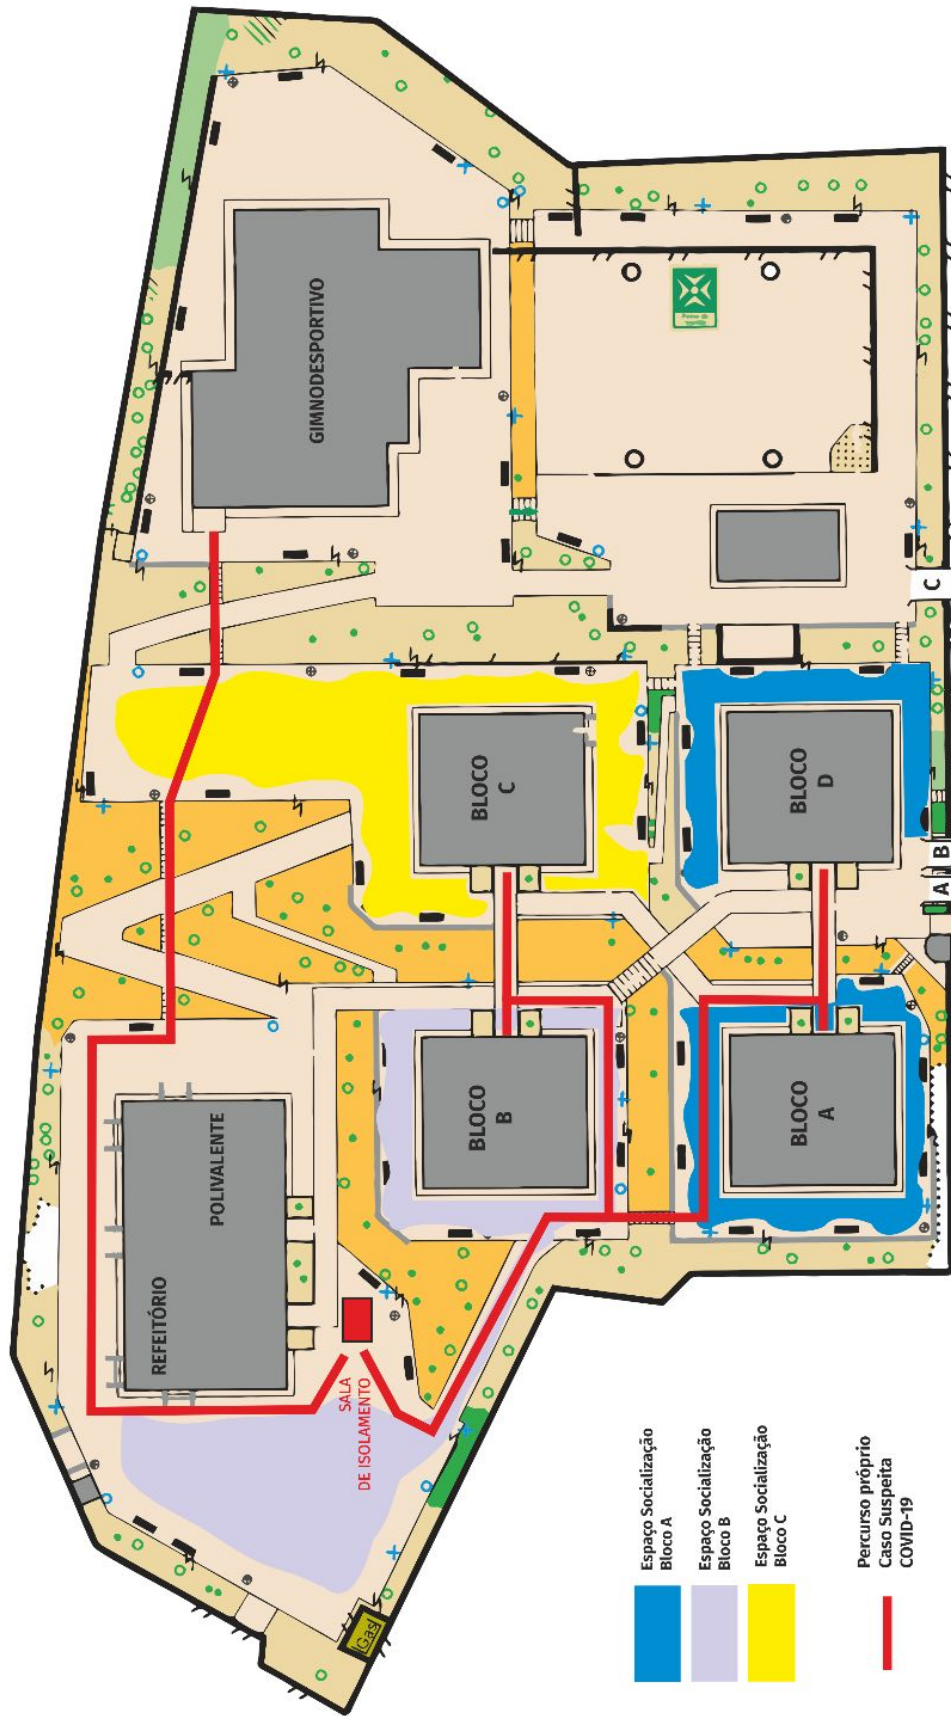 GIMNODESPORTIVO
BLOCO
C
BLOCO
D
C
B
A
BLOCO
B
BLOCO
A
POLIVALENTE
REFEITÓRIO
SALA
DE ISOLAMENTO
Gas
Espaço Socialização
Bloco A
Espaço Socialização
Bloco B
Espaço Socialização
Bloco C
Percurso próprio
Caso Suspeita
COVID-19